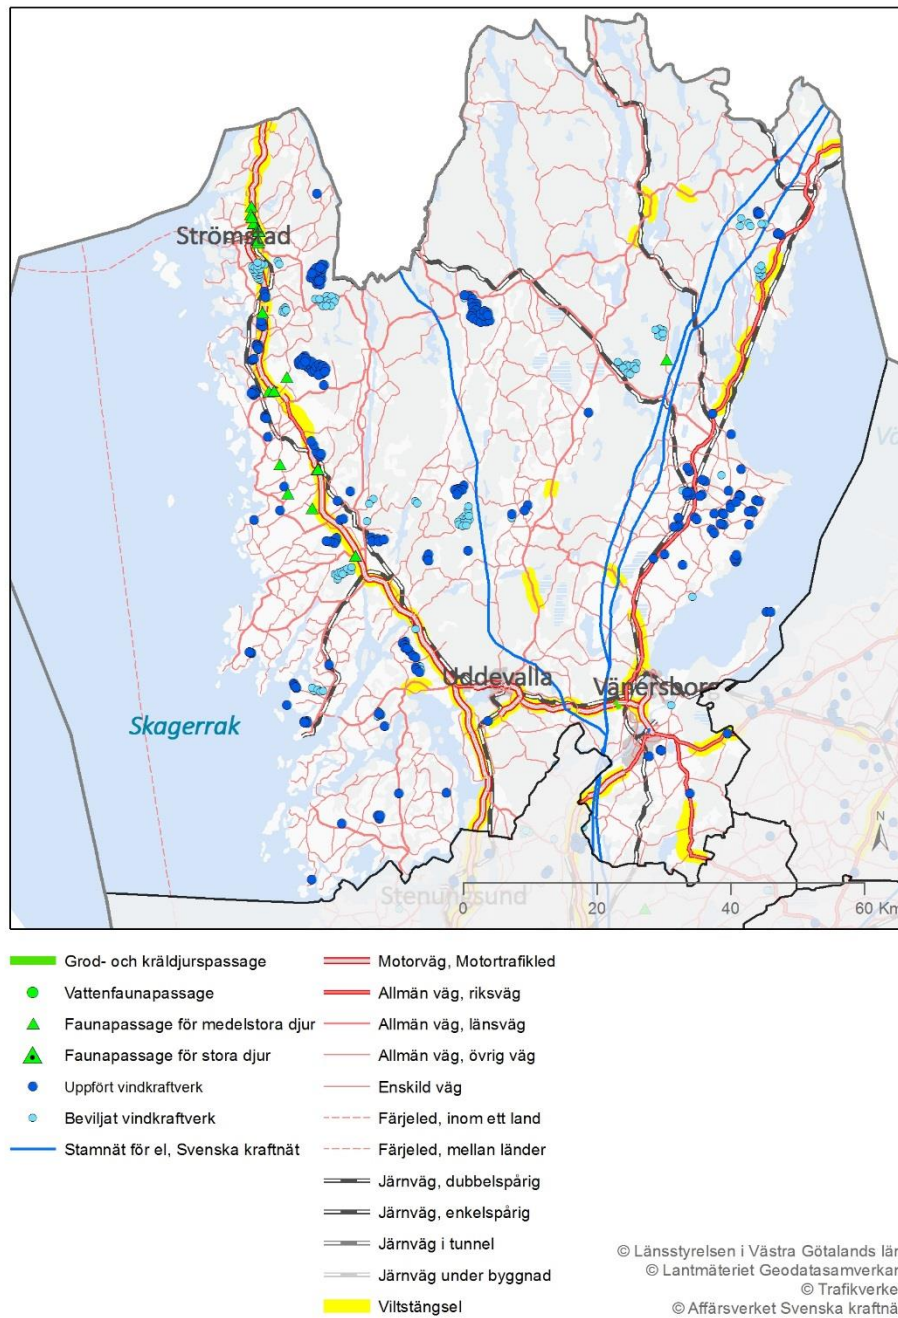 Strömstad
Uddevalla
Vänersborg
Skagerrak
Vä
Stenungsund
N
0
20
40
60 Km
Grod- och kräldjurspassage
Vattenfaunapassage
Faunapassage för medelstora djur
Faunapassage för stora djur
Uppfört vindkraftverk
Beviljat vindkraftverk
Stamnät för el, Svenska kraftnät
Motorväg, Motortrafikled
Allmän väg, riksväg
Allmän väg, länsväg
Allmän väg, övrig väg
Enskild väg
Färjeled, inom ett land
Färjeled, mellan länder
Järnväg, dubbelspårig
Järnväg, enkelspårig
Järnväg i tunnel
Järnväg under byggnad
Viltstängsel
© Länsstyrelsen i Västra Götalands län
© Lantmäteriet Geodatasamverkan
© Trafikverke
© Affärsverket Svenska kraftnä